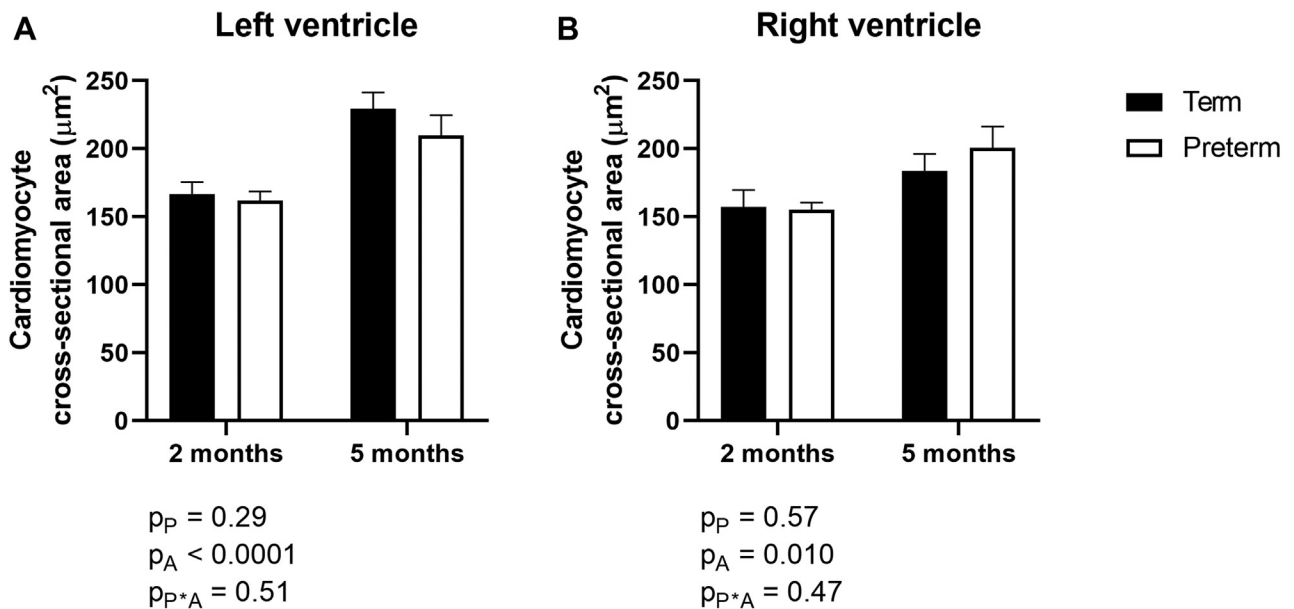 A
Left ventricle
Cardiomyocyte
cross-sectional area (μm²)
250
200
150
100
50
0
2 months
5 months
pP = 0.29
pA < 0.0001
pP*A = 0.51
B
Right ventricle
Cardiomyocyte
cross-sectional area (μm²)
250
200
150
100
50
0
2 months
5 months
pP = 0.57
pA = 0.010
pP*A = 0.47
Term
Preterm